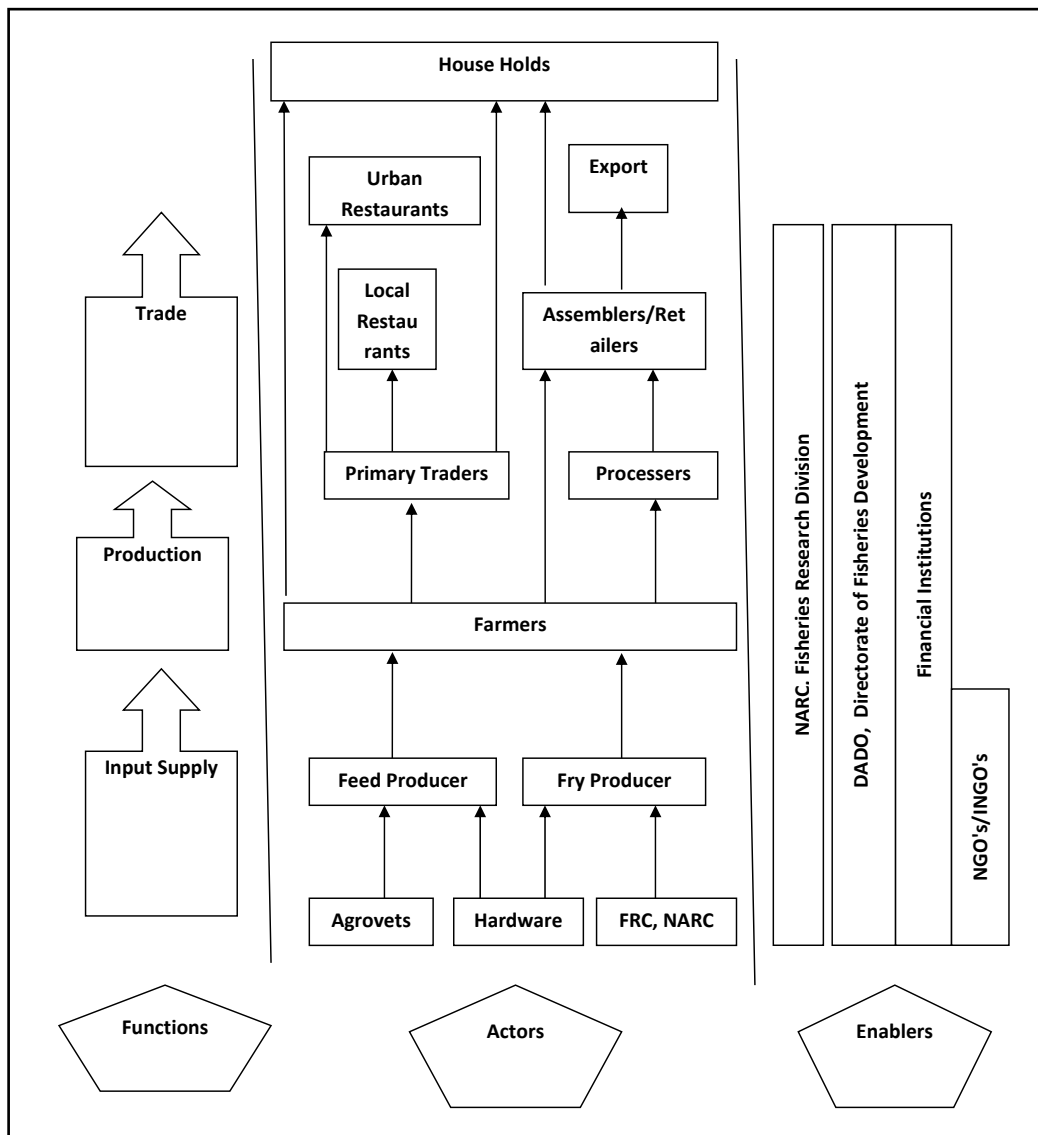 House Holds
Urban
Restaurants
Export
Trade
Local
Restau
rants
Assemblers/Ret
ailers
Primary Traders
Processers
Production
Farmers
Input Supply
Feed Producer
Fry Producer
Agrovets
Hardware
FRC, NARC
NARC. Fisheries Research Division
DADO, Directorate of Fisheries Development
Financial Institutions
NGO's/INGO's
Functions
Actors
Enablers